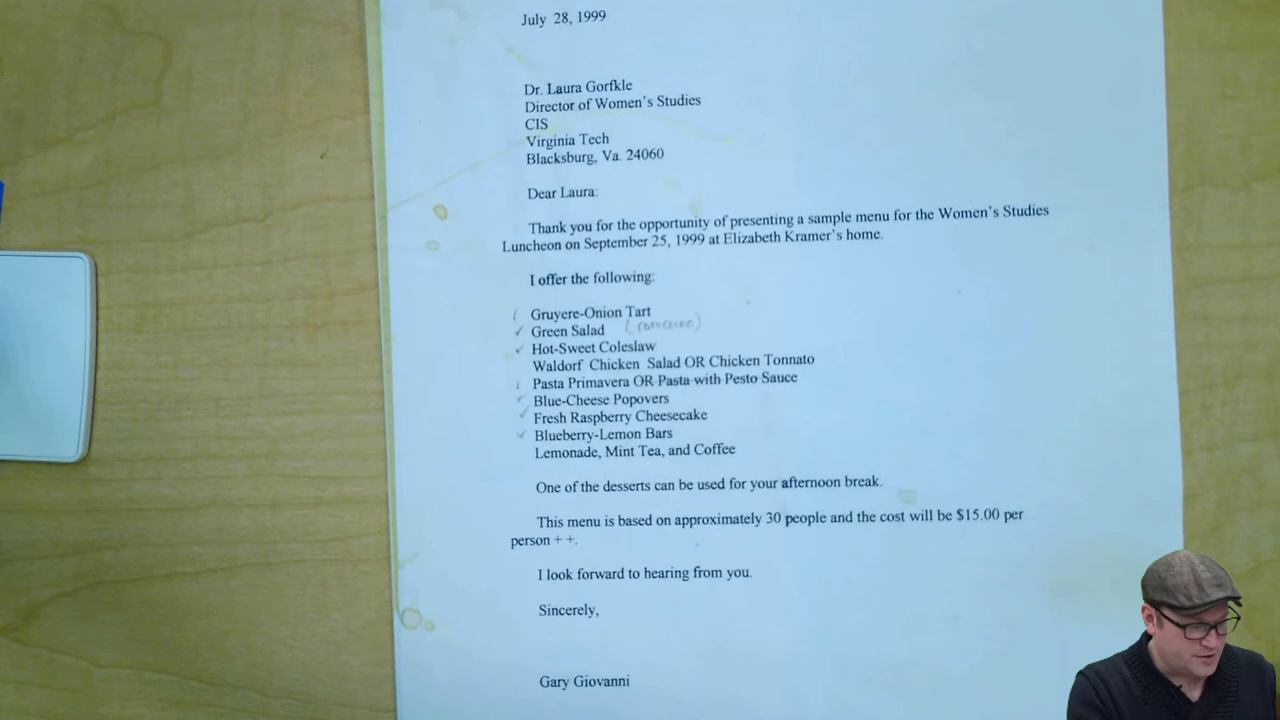 July 28, 1999
Dr. Laura Gorfkle
Director of Women's Studies
CIS
Virginia Tech
Blacksburg, Va. 24060
Dear Laura:
Thank you for the opportunity of presenting a sample menu for the Women's Studies
Luncheon on September 25, 1999 at Elizabeth Kramer's home.
I offer the following:
Gruyere-Onion Tart
Green Salad (romaine)
Hot-Sweet Coleslaw
Waldorf Chicken Salad OR Chicken Tonnato
Pasta Primavera OR Pasta with Pesto Sauce
Blue-Cheese Popovers
Fresh Raspberry Cheesecake
Blueberry-Lemon Bars
Lemonade, Mint Tea, and Coffee
One of the desserts can be used for your afternoon break.
This menu is based on approximately 30 people and the cost will be $15.00 per
person + +.
I look forward to hearing from you.
Sincerely,
Gary Giovanni